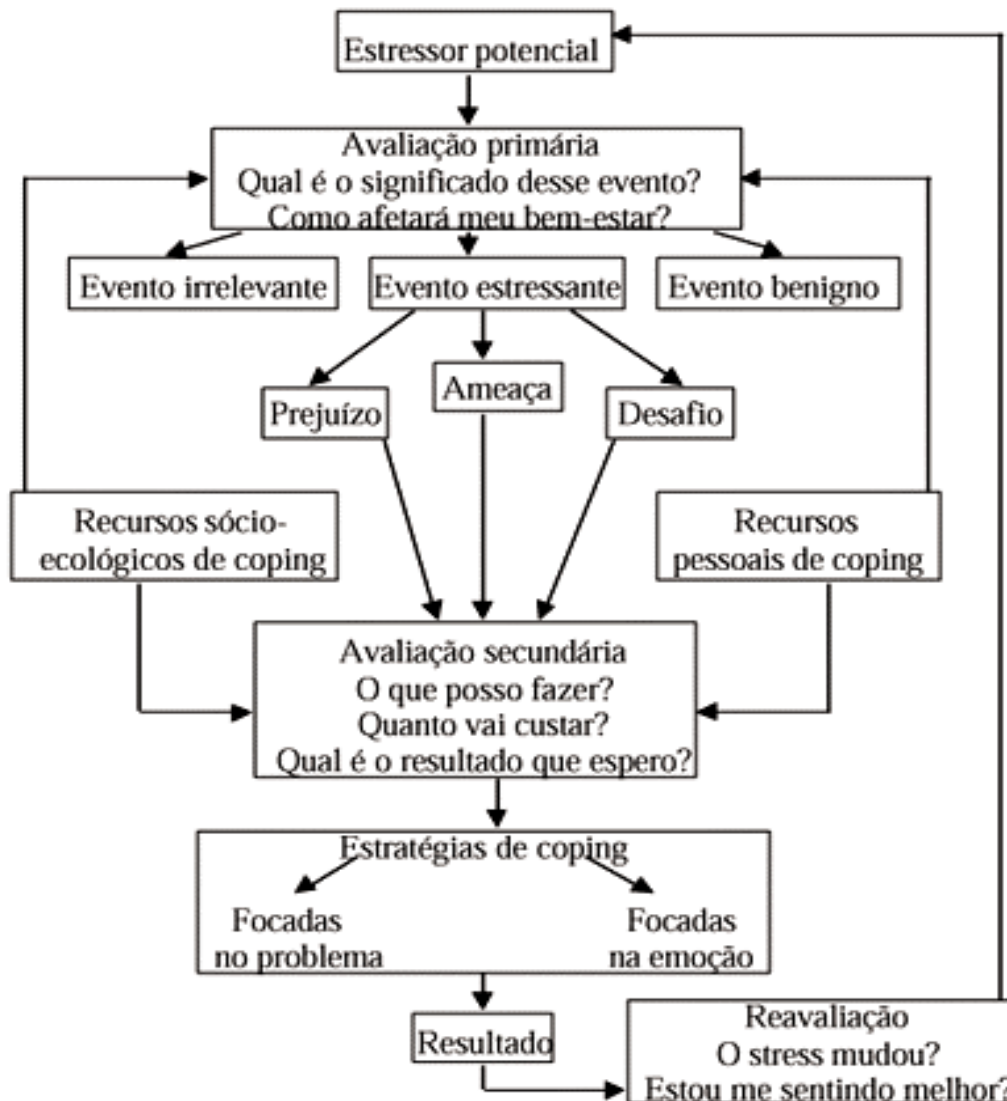 Estressor potencial
Avaliação primária
Qual é o significado desse evento?
Como afetará meu bem-estar?
Evento irrelevante
Evento estressante
Evento benigno
Prejuízo
Ameaça
Desafio
Recursos sócio-
ecológicos de coping
Recursos
pessoais de coping
Avaliação secundária
O que posso fazer?
Quanto vai custar?
Qual é o resultado que espero?
Estratégias de coping
Focadas
no problema
Focadas
na emoção
Resultado
Reavaliação
O stress mudou?
Estou me sentindo melhor?